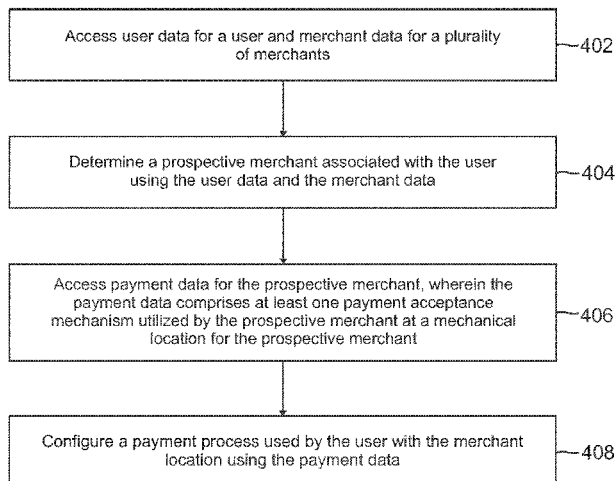 Access user data for a user and merchant data for a plurality
of merchants
402
Determine a prospective merchant associated with the user
using the user data and the merchant data
404
Access payment data for the prospective merchant, wherein the
payment data comprises at least one payment acceptance
mechanism utilized by the prospective merchant at a mechanical
location for the prospective merchant
406
Configure a payment process used by the user with the merchant
location using the payment data
408